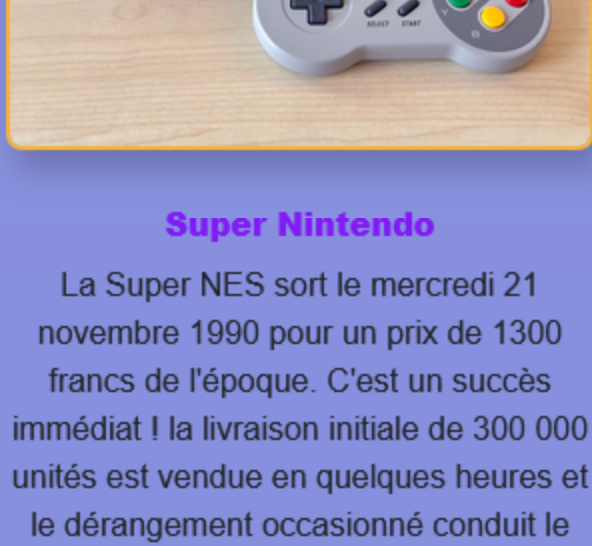 SELECT START
A
B
Super Nintendo
La Super NES sort le mercredi 21
novembre 1990 pour un prix de 1300
francs de l'époque. C'est un succès
immédiat ! la livraison initiale de 300 000
unités est vendue en quelques heures et
le dérangement occasionné conduit le